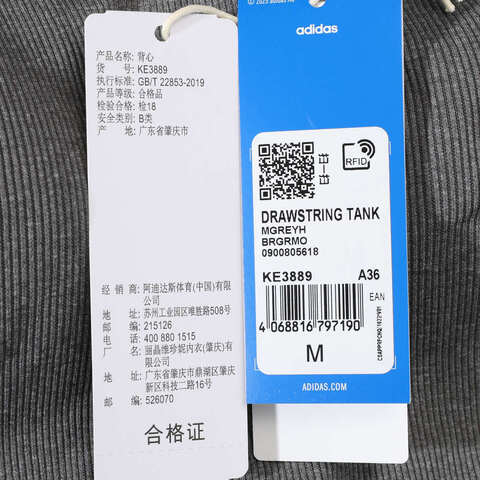 产品名称：背心
货　　号：KE3889
执行标准：GB/T 22853-2019
产品等级：合格品
检验合格：检18
安全类别：B类
产　　地：广东省肇庆市
经 销 商：阿迪达斯体育(中国)有限公司
地　　址：苏州工业园区唯胜路508号
邮　　编：215126
电　　话：400 880 1515
厂　　名：丽晶维珍妮内衣(肇庆)有限公司
地　　址：广东省肇庆市鼎湖区肇庆新区科技二路16号
邮　　编：526070
合格证
adidas
RFID
DRAWSTRING TANK
MGREYH
BRGRMO
0900805618
KE3889 A36
EAN
4 068816 797190
M
ADIDAS.COM